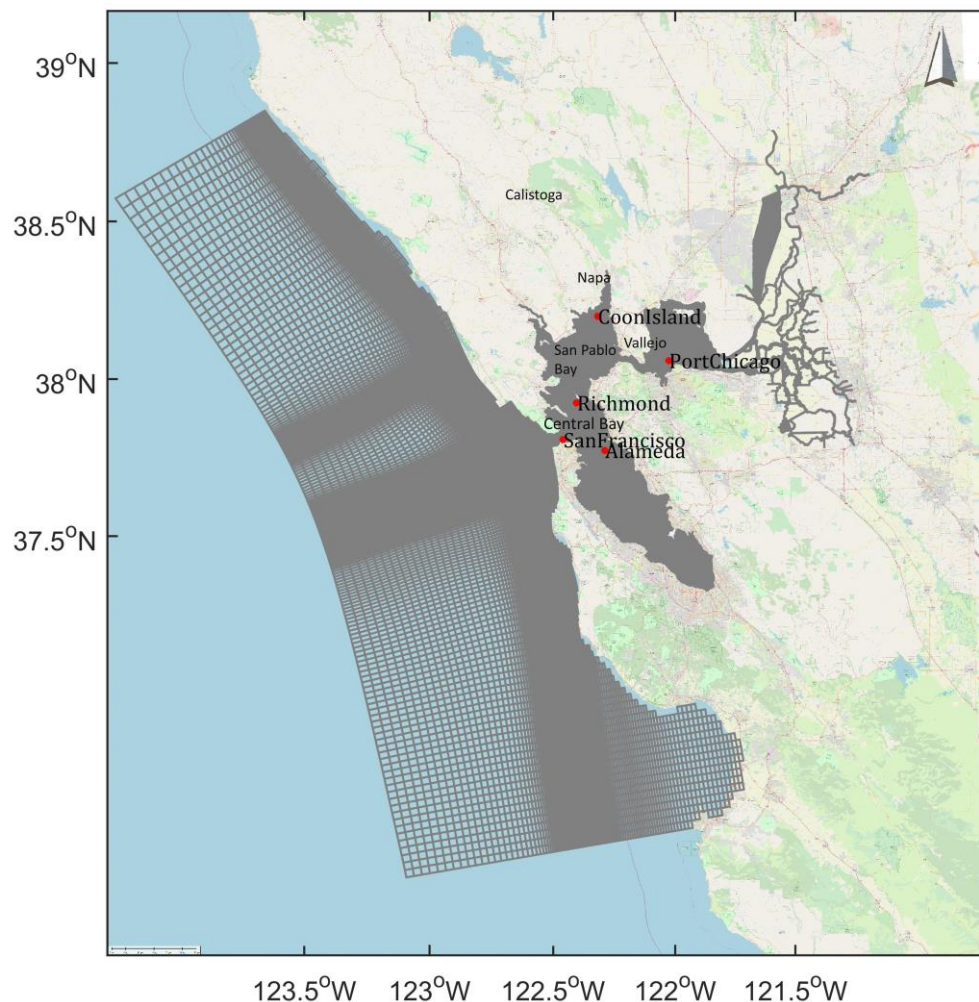 39°N
38.5°N
38°N
37.5°N
Calistoga
Napa
CoonIsland
Vallejo
San Pablo
Bay
PortChicago
Richmond
Central Bay
SanFrancisco
Alameda
123.5°W 123°W 122.5°W 122°W 121.5°W